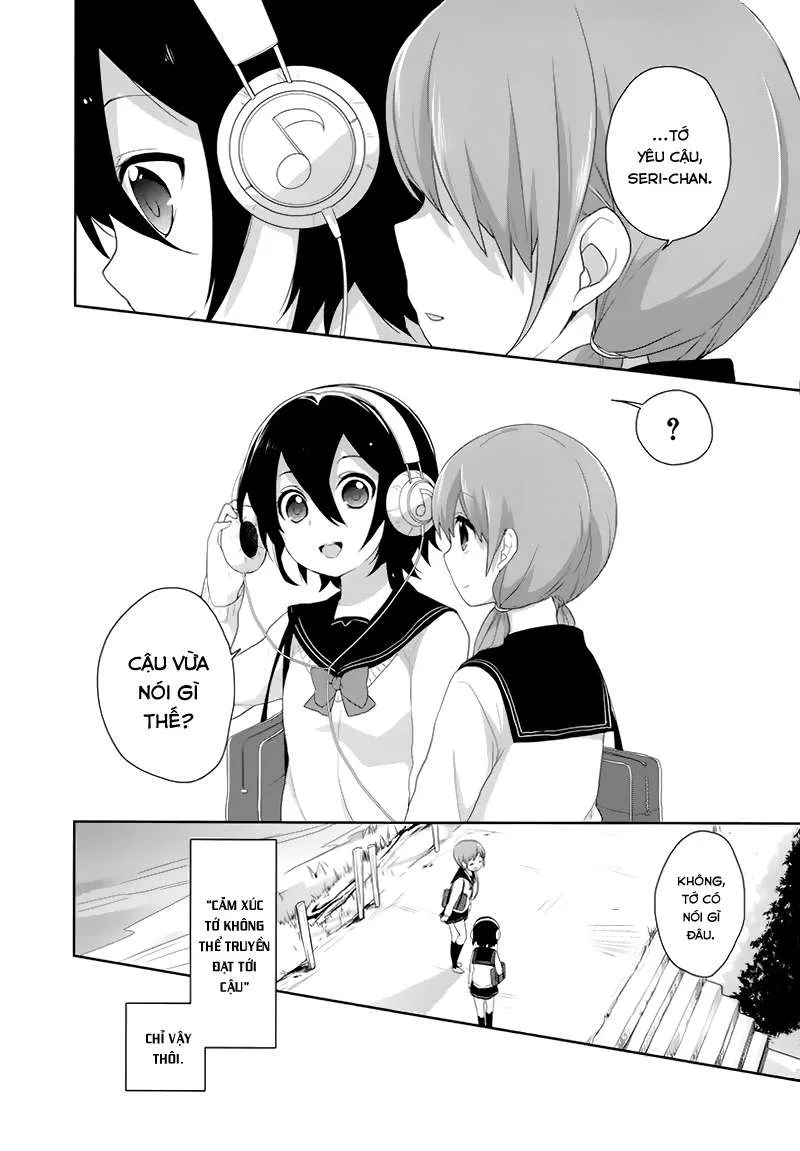 ...TỚ
YÊU CẬU,
SERI-CHAN.
?
CẬU VỪA
NÓI GÌ
THẾ?
KHÔNG,
TỚ CÓ
NÓI GÌ
ĐÂU.
"CẢM XÚC
TỚ KHÔNG
THỂ TRUYỀN
ĐẠT TỚI
CẬU"
CHỈ VẬY
THÔI.